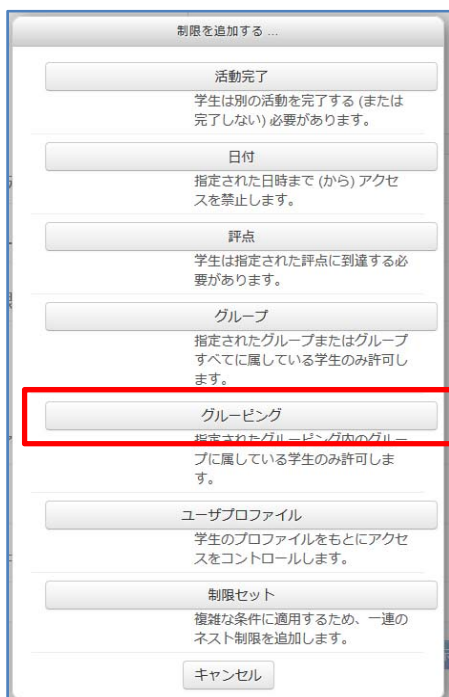 制限を追加する ...
活動完了
学生は別の活動を完了する (または
完了しない) 必要があります。
日付
指定された日時まで (から) アクセ
スを禁止します。
評点
学生は指定された評点に到達する必
要があります。
グループ
指定されたグループまたはグループ
すべてに属している学生のみ許可し
ます。
グルーピング
指定されたグルーピング内のグルー
プに属している学生のみ許可しま
す。
ユーザプロファイル
学生のプロファイルをもとにアクセ
スをコントロールします。
制限セット
複雑な条件に適用するため、一連の
ネスト制限を追加します。
キャンセル